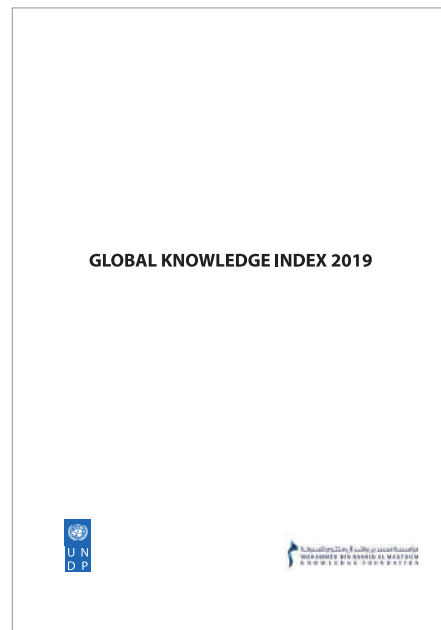 GLOBAL KNOWLEDGE INDEX 2019
U N
D P
MOHAMMED BIN RASHID AL MAKTOUM
KNOWLEDGE FOUNDATION